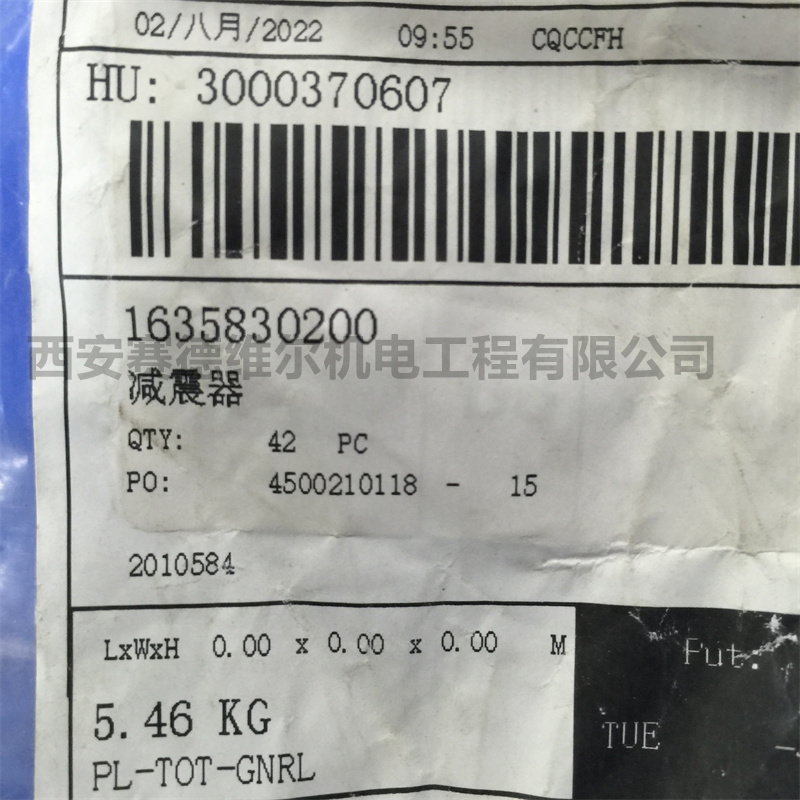 02/八月/2022 09:55 CQCCFH
HU: 3000370607
1635830200
西安赛德维尔机电工程有限公司
减震器
QTY: 42 PC
PO: 4500210118 - 15
2010584
LxWxH 0.00 x 0.00 x 0.00 M
Put:
5.46 KG
TUE
PL-TOT-GNRL